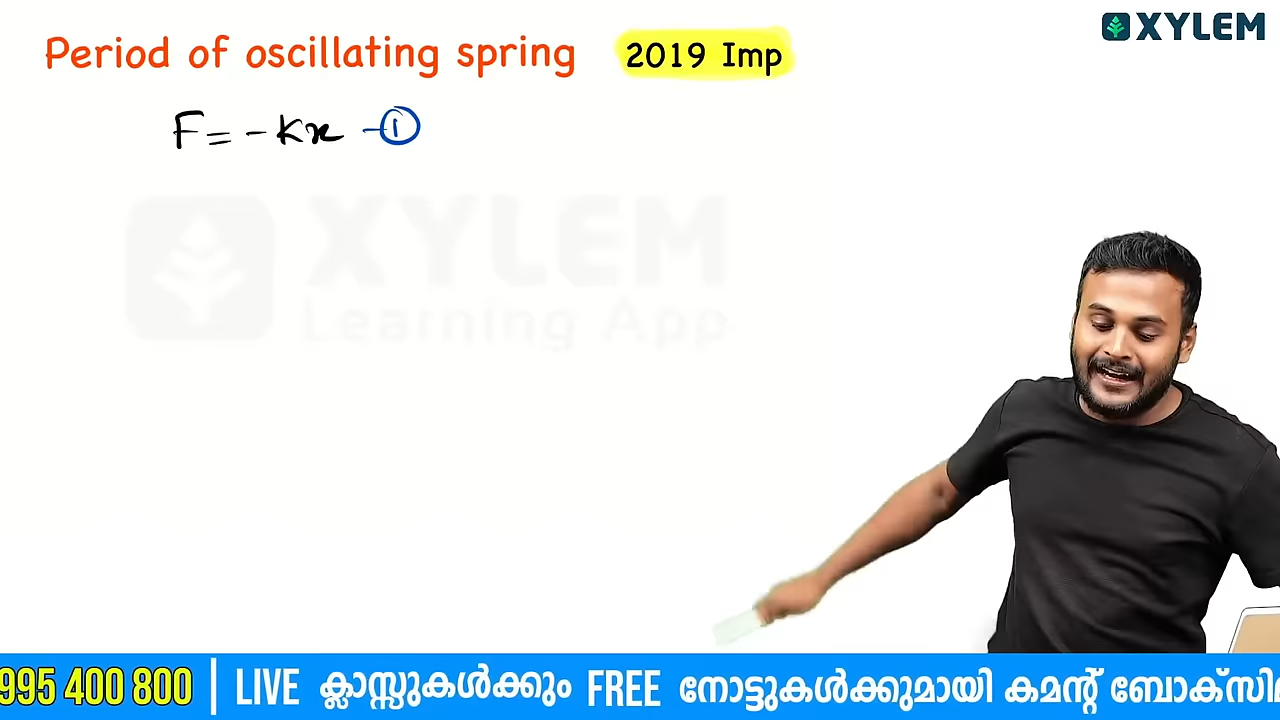 XYLEM
Period of oscillating spring 2019 Imp
F = -kx -①
XYLEM
Learning App
995 400 800 | LIVE ക്ലാസ്സുകൾക്കും FREE നോട്ടുകൾക്കുമായി കമന്റ് ബോക്സിൽ